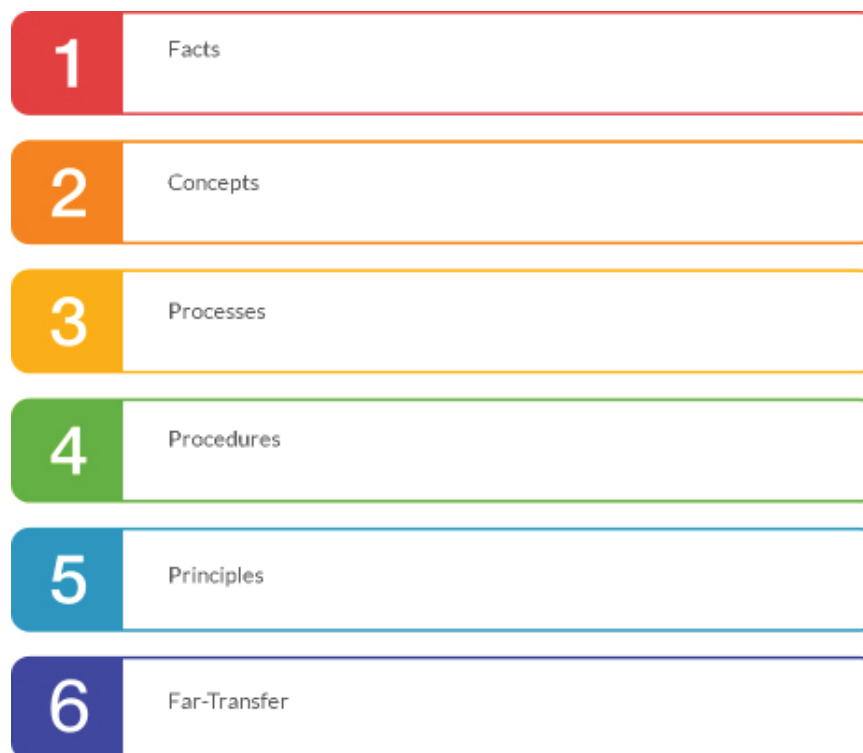 1 Facts
2 Concepts
3 Processes
4 Procedures
5 Principles
6 Far-Transfer